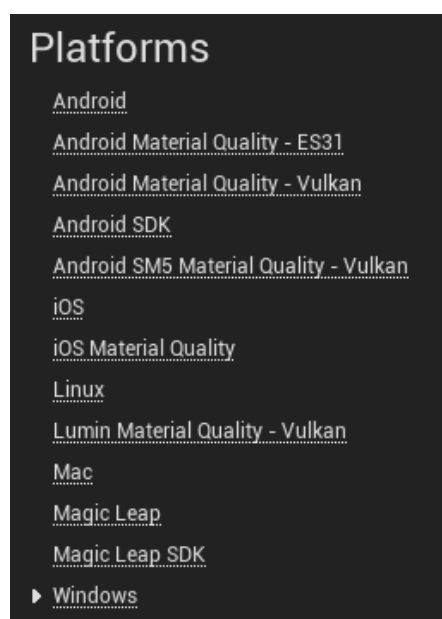 Platforms
Android
Android Material Quality - ES31
Android Material Quality - Vulkan
Android SDK
Android SM5 Material Quality - Vulkan
iOS
iOS Material Quality
Linux
Lumin Material Quality - Vulkan
Mac
Magic Leap
Magic Leap SDK
Windows